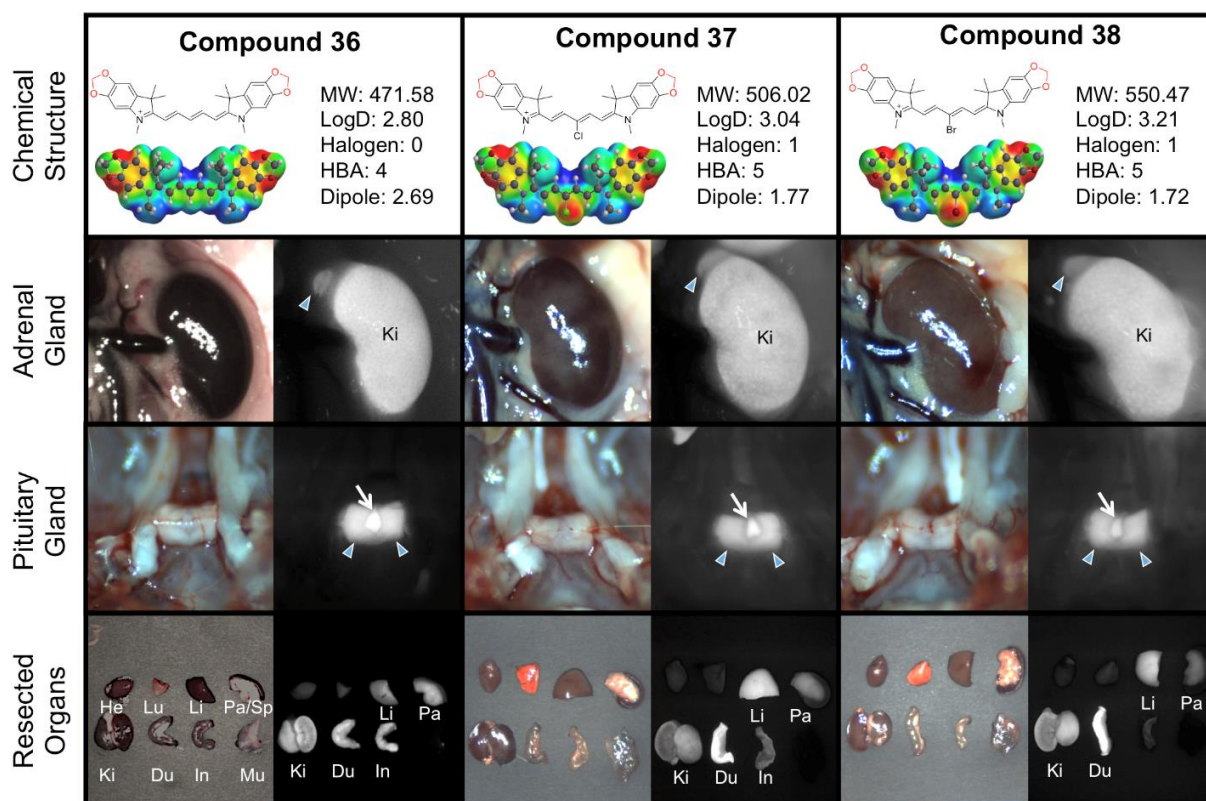 Compound 36
Compound 37
Compound 38
Chemical
Structure
O
O
N
+
N
O
O
MW: 471.58
LogD: 2.80
Halogen: 0
HBA: 4
Dipole: 2.69
O
O
N
+
Cl
N
O
O
MW: 506.02
LogD: 3.04
Halogen: 1
HBA: 5
Dipole: 1.77
O
O
N
+
Br
N
O
O
MW: 550.47
LogD: 3.21
Halogen: 1
HBA: 5
Dipole: 1.72
Adrenal
Gland
Ki
Ki
Ki
Pituitary
Gland
Resected
Organs
He Lu Li Pa/Sp
Ki Du In Mu
Li Pa
Ki Du In
Li Pa
Ki Du In
Li Pa
Ki Du